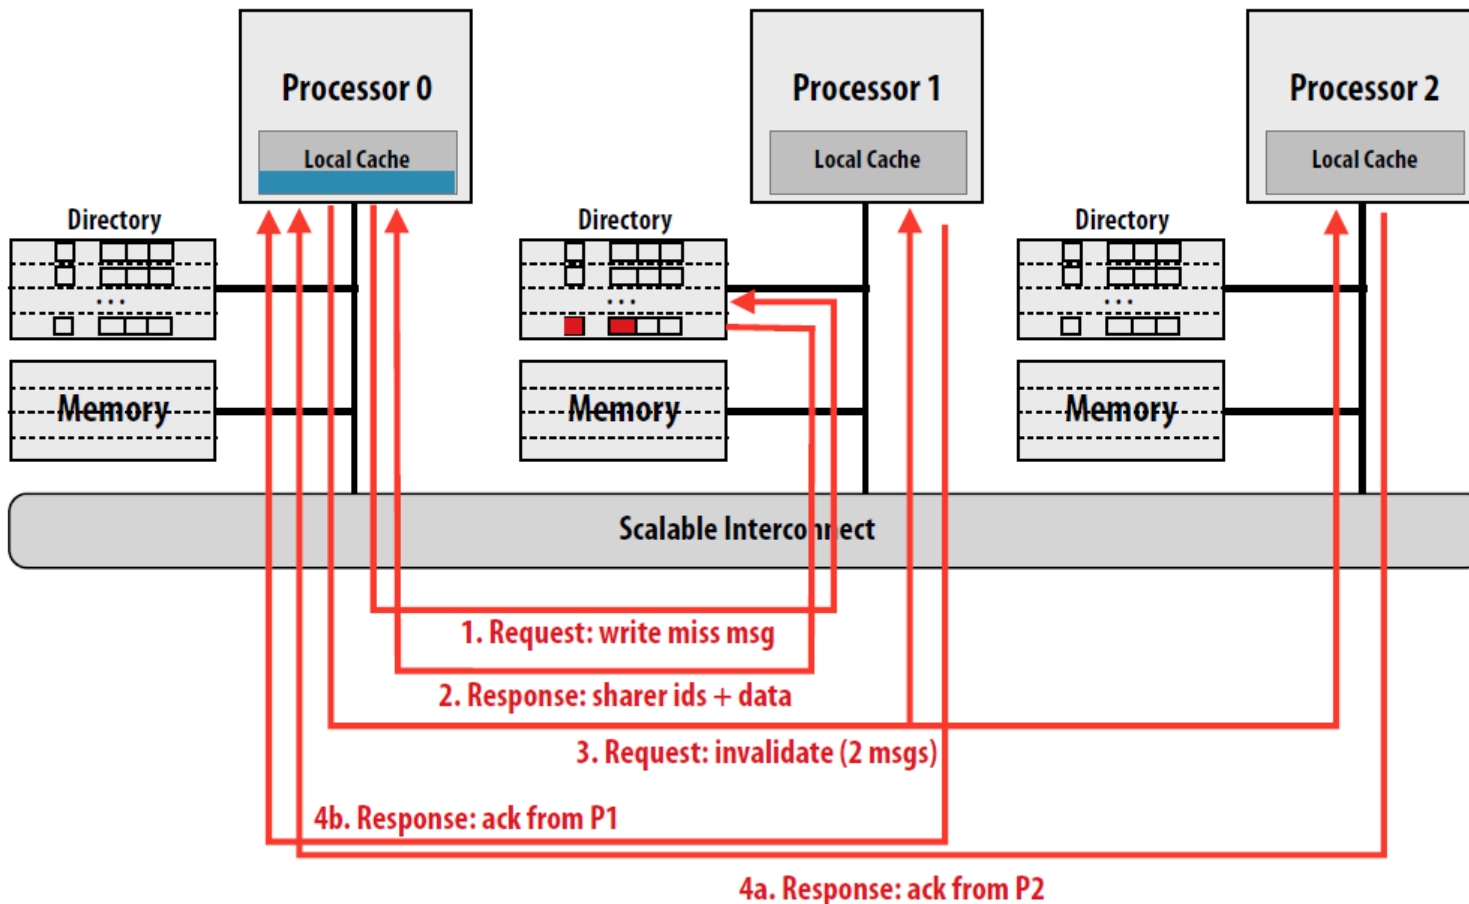 Processor 0
Processor 1
Processor 2
Local Cache
Local Cache
Local Cache
Directory
Directory
Directory
...
...
...
Memory
Memory
Memory
Scalable Interconnect
1. Request: write miss msg
2. Response: sharer ids + data
3. Request: invalidate (2 msgs)
4b. Response: ack from P1
4a. Response: ack from P2